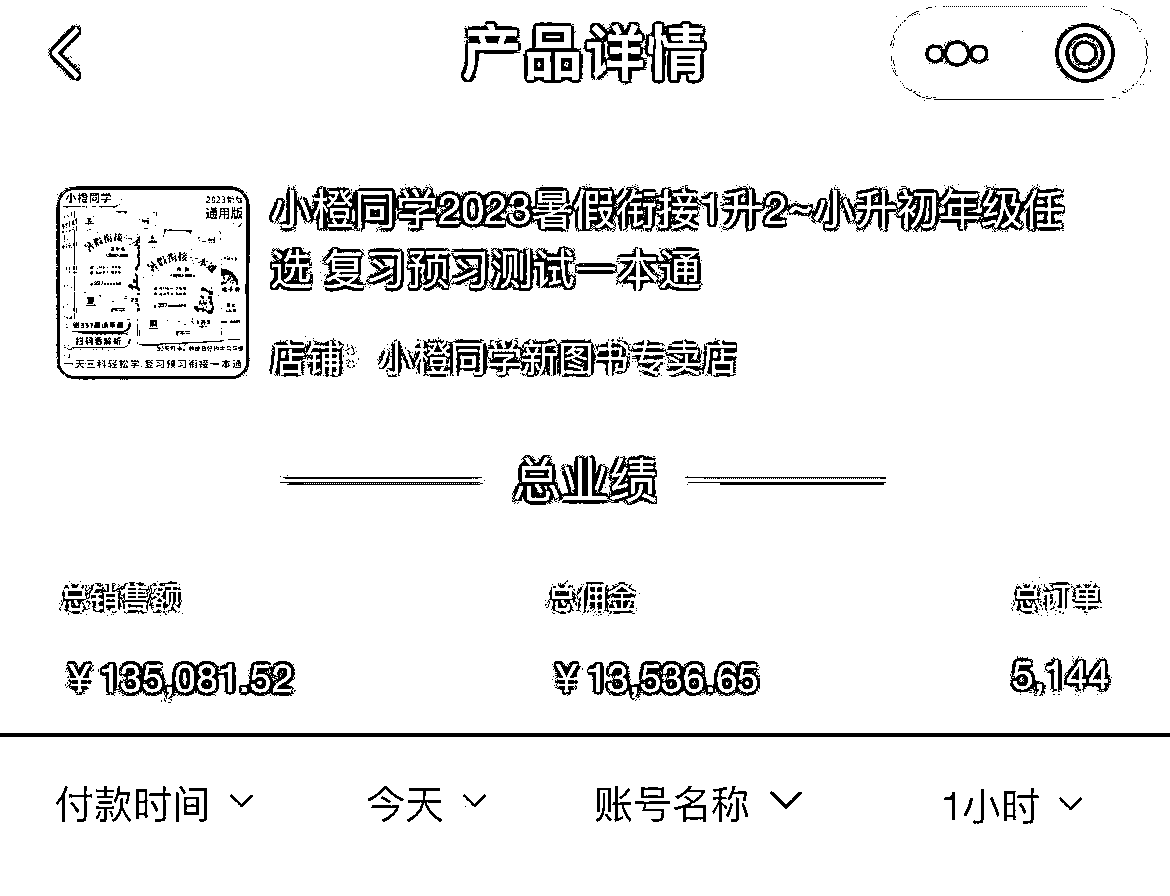 产品详情
小橙同学
2023新版
通用版
暑假衔接一本通
扫码看解析
一天三科轻松学.复习预习衔接一本通
小橙同学2023暑假衔接1升2~小升初年级任
选 复习预习测试一本通
店铺：小橙同学新图书专卖店
总业绩
总销售额 总佣金 总订单
￥135,081.52 ￥13,536.65 5,144
付款时间 今天 账号名称 1小时